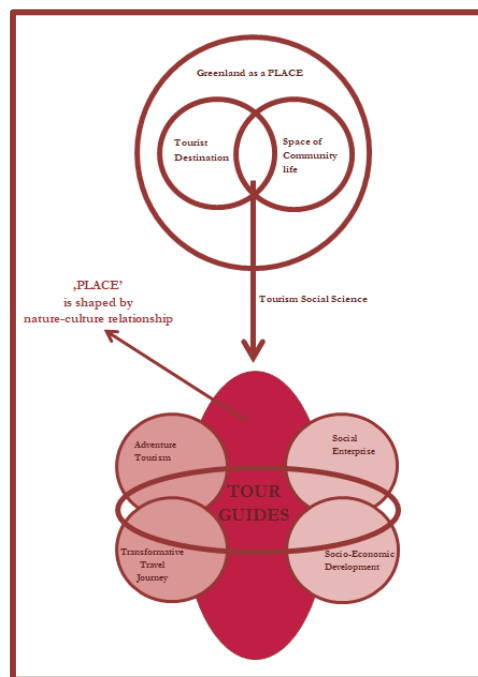 Greenland as a PLACE
Tourist
Destination
Space of
Community
life
Tourism Social Science
‚PLACE’
is shaped by
nature-culture relationship
Adventure
Tourism
Social
Enterprise
TOUR
GUIDES
Transformative
Travel
Journey
Socio-Economic
Development